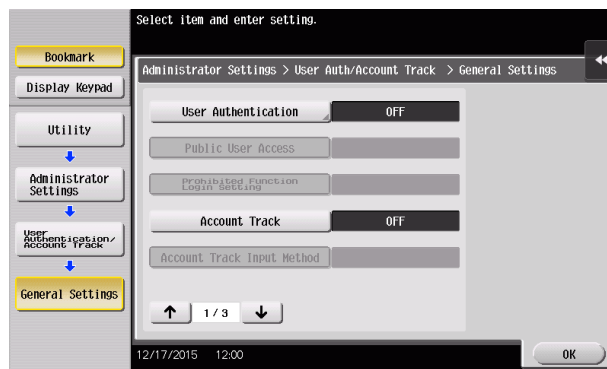 Select item and enter setting.
Bookmark
Display Keypad
Administrator Settings > User Auth/Account Track > General Settings
User Authentication OFF
Utility
Public User Access
Prohibited Function
Login Setting
Administrator
Settings
Account Track OFF
User
Authentication/
Account Track
Account Track Input Method
General Settings
1/3
12/17/2015 12:00
OK